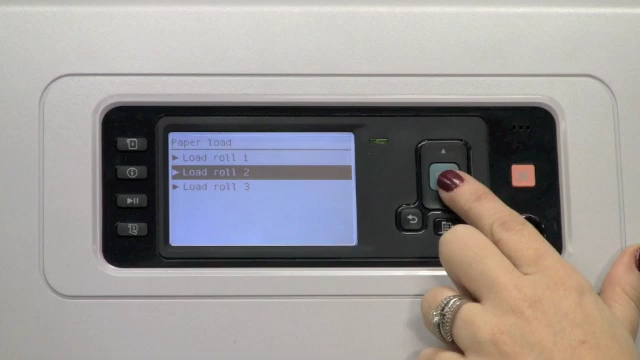 Paper load
▶ Load roll 1
▶ Load roll 2
▶ Load roll 3